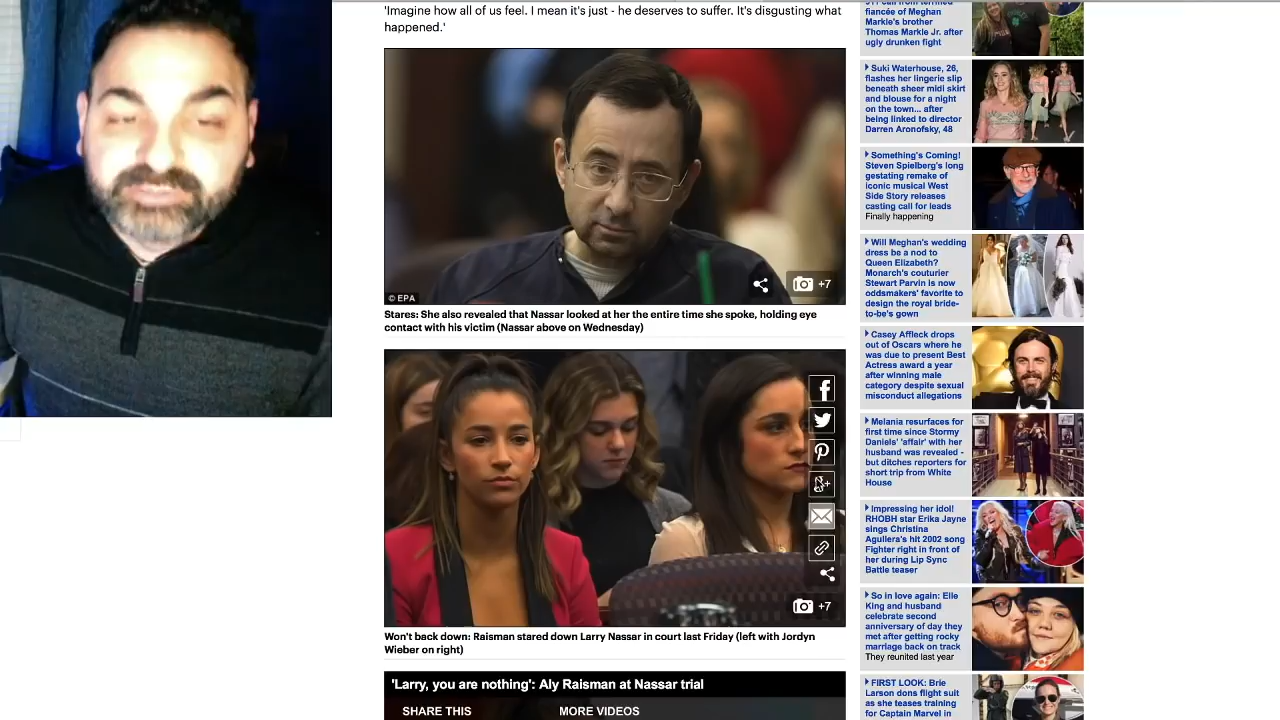 'Imagine how all of us feel. I mean it's just - he deserves to suffer. It's disgusting what
happened.'
© EPA
+7
Stares: She also revealed that Nassar looked at her the entire time she spoke, holding eye
contact with his victim (Nassar above on Wednesday)
+7
Won't back down: Raisman stared down Larry Nassar in court last Friday (left with Jordyn
Wieber on right)
'Larry, you are nothing': Aly Raisman at Nassar trial
SHARE THIS
MORE VIDEOS
fiancée of Meghan
Markle's brother
Thomas Markle Jr. after
ugly drunken fight
Suki Waterhouse, 26,
flashes her lingerie slip
beneath sheer midi skirt
and blouse for a night
on the town... after
being linked to director
Darren Aronofsky, 48
Something's Coming!
Steven Spielberg's long
gestating remake of
iconic musical West
Side Story releases
casting call for leads
Finally happening
Will Meghan's wedding
dress be a nod to
Queen Elizabeth?
Monarch's couturier
Stewart Parvin is now
oddsmakers' favorite to
design the royal bride-
to-be's gown
Casey Affleck drops
out of Oscars where he
was due to present Best
Actress award a year
after winning male
category despite sexual
misconduct allegations
Melania resurfaces for
first time since Stormy
Daniels' 'affair' with her
husband was revealed -
but ditches reporters for
short trip from White
House
Impressing her idol!
RHOBH star Erika Jayne
sings Christina
Aguilera's hit 2002 song
Fighter right in front of
her during Lip Sync
Battle teaser
So in love again: Elle
King and husband
celebrate second
anniversary of day they
met after getting rocky
marriage back on track
They reunited last year
FIRST LOOK: Brie
Larson dons flight suit
as she teases training
for Captain Marvel in